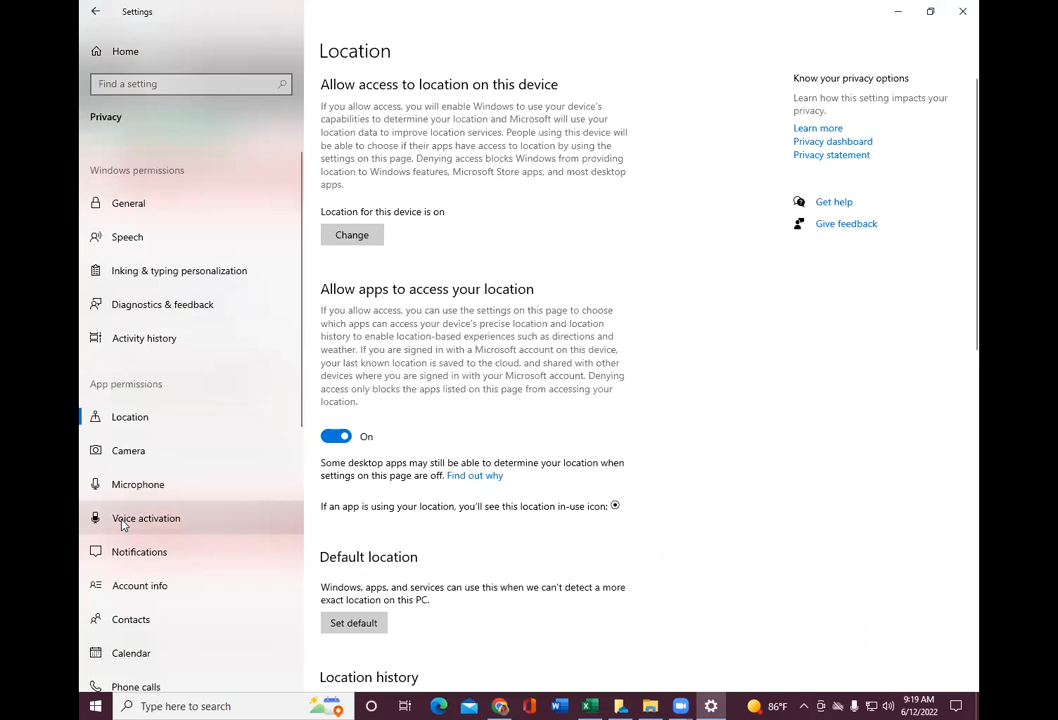 Settings
Home
Find a setting
Privacy
Windows permissions
General
Speech
Inking & typing personalization
Diagnostics & feedback
Activity history
App permissions
Location
Camera
Microphone
Voice activation
Notifications
Account info
Contacts
Calendar
Phone calls
Location
Allow access to location on this device
If you allow access, you will enable Windows to use your device's
capabilities to determine your location and Microsoft will use your
location data to improve location services. People using this device will
be able to choose if their apps have access to location by using the
settings on this page. Denying access blocks Windows from providing
location to Windows features, Microsoft Store apps, and most desktop
apps.
Location for this device is on
Change
Allow apps to access your location
If you allow access, you can use the settings on this page to choose
which apps can access your device's precise location and location
history to enable location-based experiences such as directions and
weather. If you are signed in with a Microsoft account on this device,
your last known location is saved to the cloud, and shared with other
devices where you are signed in with your Microsoft account. Denying
access only blocks the apps listed on this page from accessing your
location.
On
Some desktop apps may still be able to determine your location when
settings on this page are off. Find out why
If an app is using your location, you'll see this location in-use icon:
Default location
Windows, apps, and services can use this when we can't detect a more
exact location on this PC.
Set default
Location history
Know your privacy options
Learn how this setting impacts your
privacy.
Learn more
Privacy dashboard
Privacy statement
Get help
Give feedback
Type here to search
86°F
9:19 AM
6/12/2022